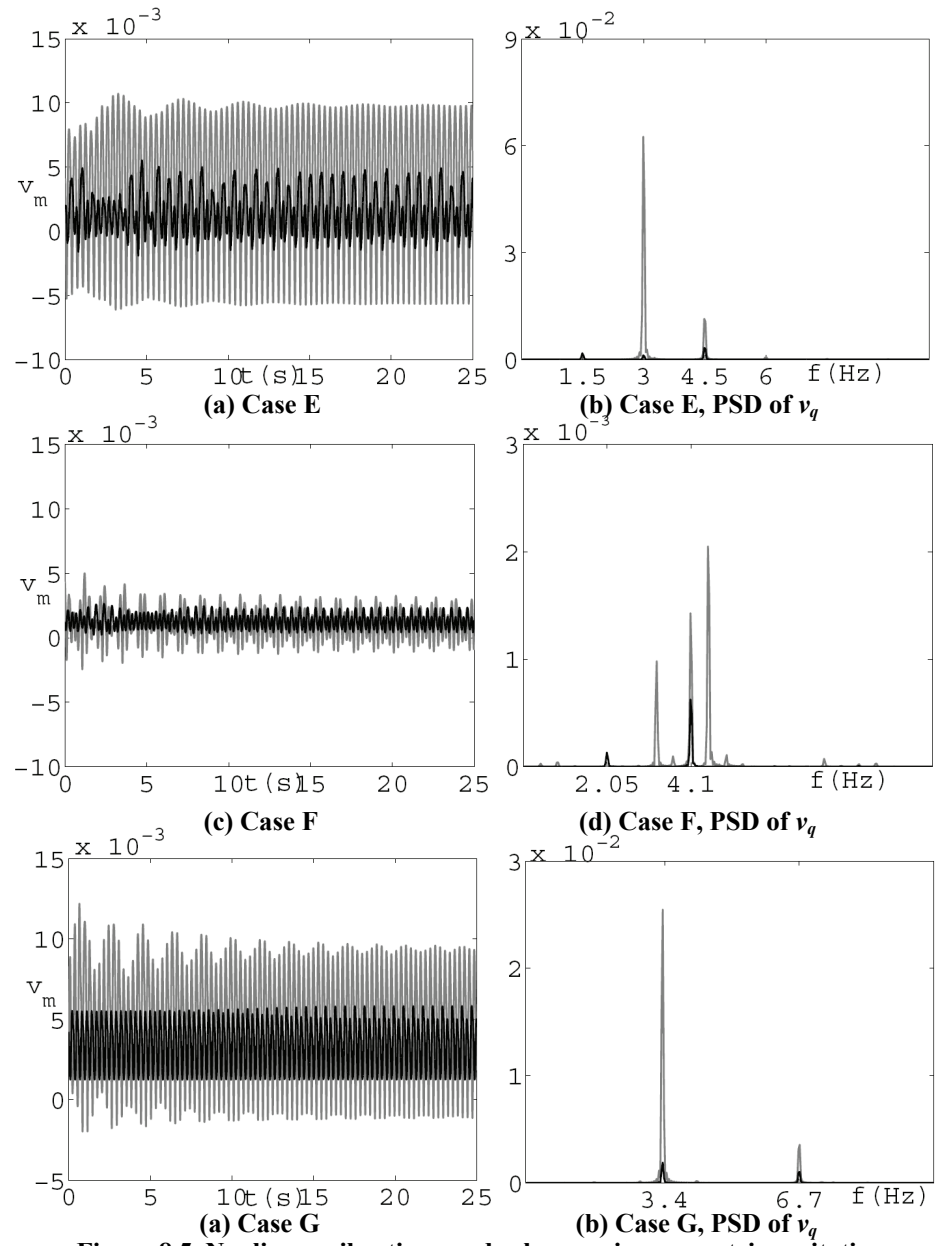 x 10⁻³
15
10
5
v_m
0
−5
−10
0 5 10 t(s) 15 20 25
(a) Case E
x 10⁻²
9
6
3
0
1.5 3 4.5 6 f(Hz)
(b) Case E, PSD of v_q
x 10⁻³
15
10
5
v_m
0
−5
−10
0 5 10 t(s) 15 20 25
(c) Case F
x 10⁻³
3
2
1
0
2.05 4.1 f(Hz)
(d) Case F, PSD of v_q
x 10⁻³
15
10
v_m
5
0
−5
0 5 10 t(s) 15 20 25
(a) Case G
x 10⁻²
3
2
1
0
3.4 6.7 f(Hz)
(b) Case G, PSD of v_q